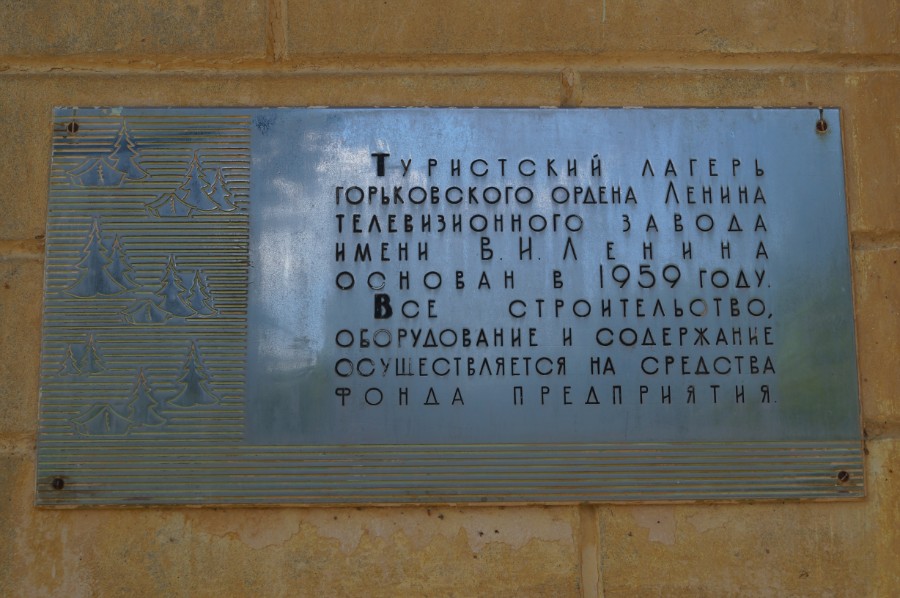 Туристский лагерь
Горьковского ордена Ленина
телевизионного завода
имени В.И.Ленина
основан в 1959 году.
Все строительство,
оборудование и содержание
осуществляется на средства
фонда предприятия.